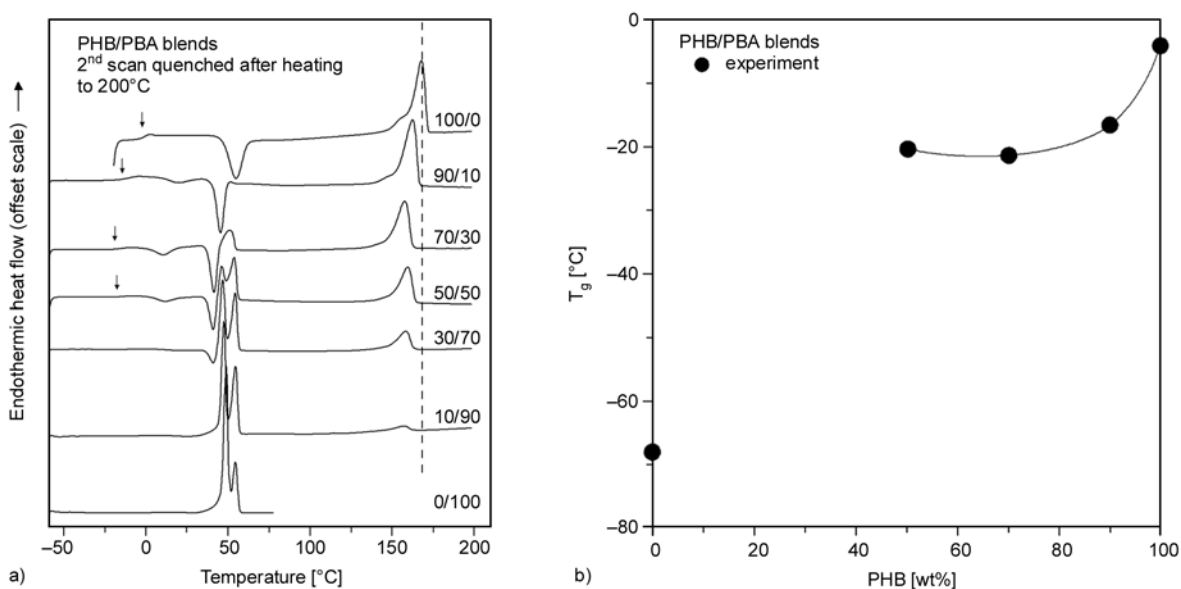 PHB/PBA blends
2nd scan quenched after heating
to 200°C
Endothermic heat flow (offset scale)
100/0
90/10
70/30
50/50
30/70
10/90
0/100
–50 0 50 100 150 200
Temperature [°C]
a)
PHB/PBA blends
experiment
0
–20
–40
–60
–80
Tg [°C]
0 20 40 60 80 100
PHB [wt%]
b)